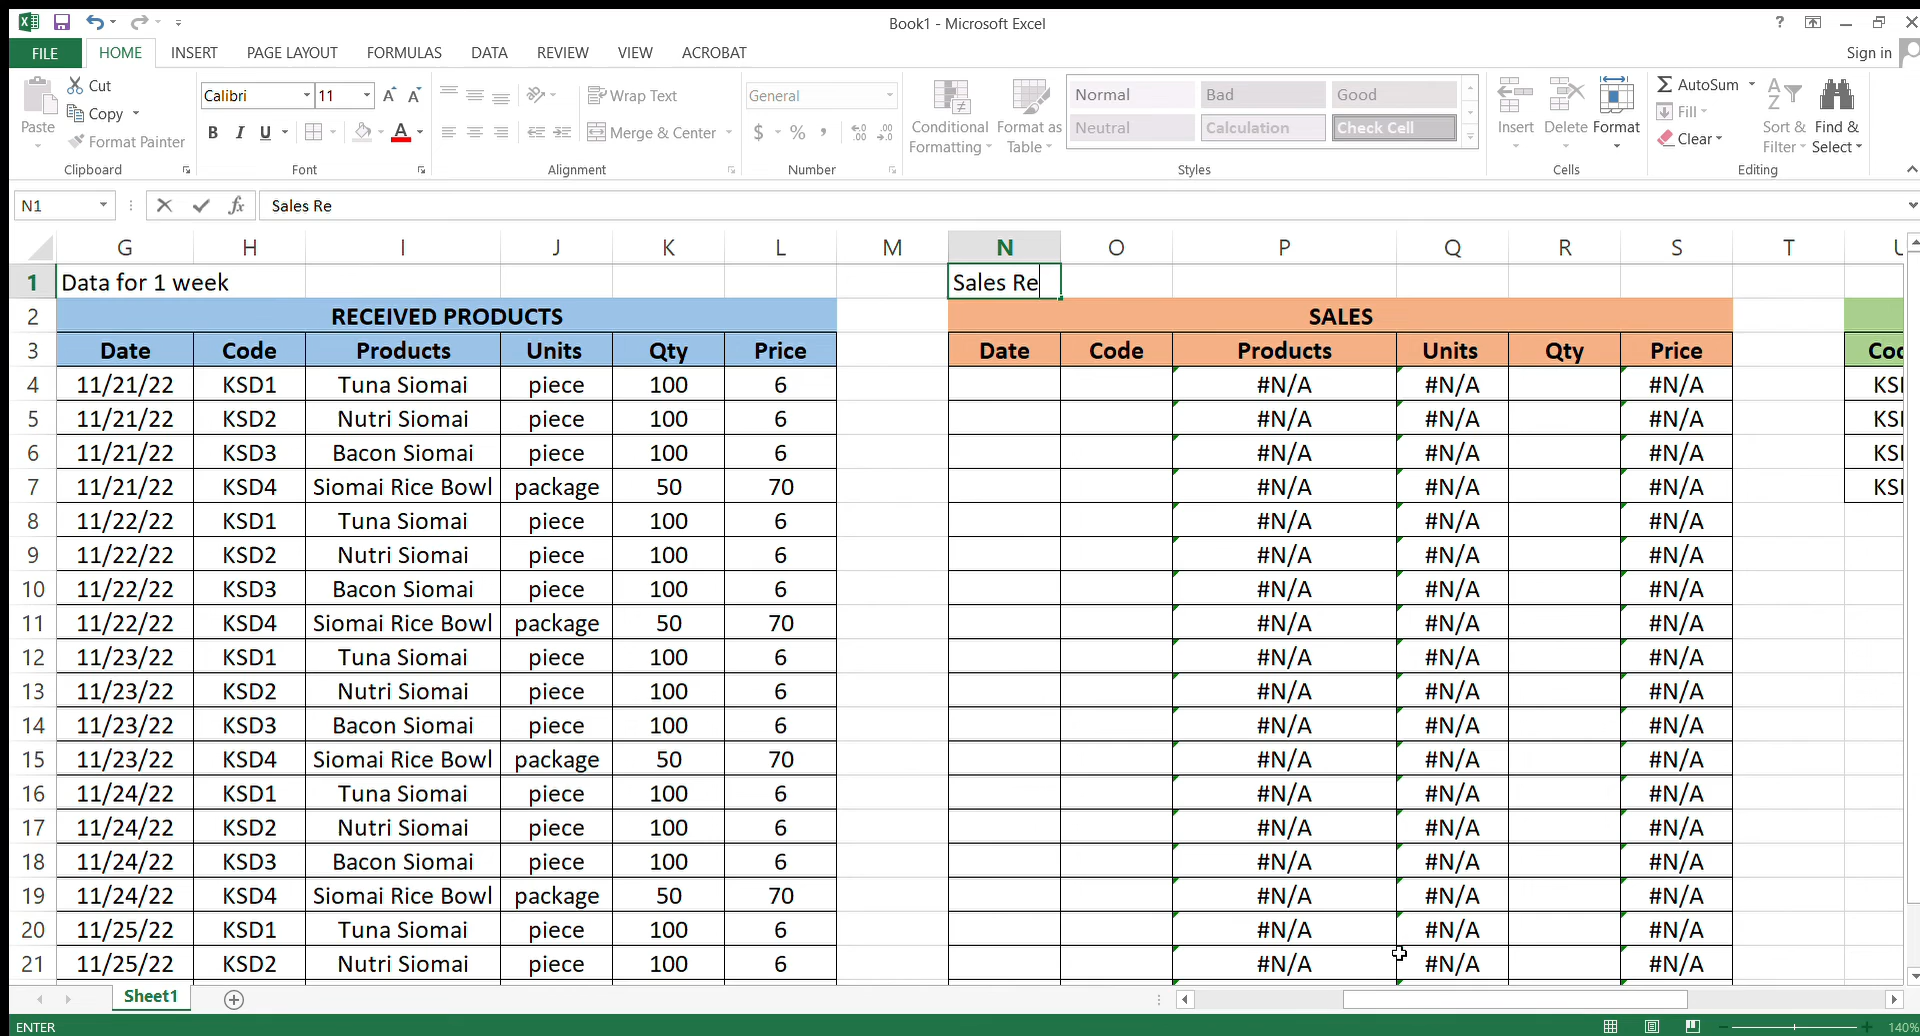 Book1 - Microsoft Excel
?
FILE HOME INSERT PAGE LAYOUT FORMULAS DATA REVIEW VIEW ACROBAT Sign in
Paste
Cut
Copy
Format Painter
Clipboard
Calibri 11
B I U
Font
Wrap Text
Merge & Center
Alignment
General
$ % ,
Number
Conditional Formatting
Format as Table
Normal Bad Good
Neutral Calculation Check Cell
Styles
Insert Delete Format
Cells
AutoSum
Fill
Clear
Sort & Filter
Find & Select
Editing
N1 fx Sales Re
G H I J K L M N O P Q R S T U
1 Data for 1 week Sales Re
2 RECEIVED PRODUCTS SALES
3 Date Code Products Units Qty Price Date Code Products Units Qty Price
4 11/21/22 KSD1 Tuna Siomai piece 100 6 #N/A #N/A #N/A
5 11/21/22 KSD2 Nutri Siomai piece 100 6 #N/A #N/A #N/A
6 11/21/22 KSD3 Bacon Siomai piece 100 6 #N/A #N/A #N/A
7 11/21/22 KSD4 Siomai Rice Bowl package 50 70 #N/A #N/A #N/A
8 11/22/22 KSD1 Tuna Siomai piece 100 6 #N/A #N/A #N/A
9 11/22/22 KSD2 Nutri Siomai piece 100 6 #N/A #N/A #N/A
10 11/22/22 KSD3 Bacon Siomai piece 100 6 #N/A #N/A #N/A
11 11/22/22 KSD4 Siomai Rice Bowl package 50 70 #N/A #N/A #N/A
12 11/23/22 KSD1 Tuna Siomai piece 100 6 #N/A #N/A #N/A
13 11/23/22 KSD2 Nutri Siomai piece 100 6 #N/A #N/A #N/A
14 11/23/22 KSD3 Bacon Siomai piece 100 6 #N/A #N/A #N/A
15 11/23/22 KSD4 Siomai Rice Bowl package 50 70 #N/A #N/A #N/A
16 11/24/22 KSD1 Tuna Siomai piece 100 6 #N/A #N/A #N/A
17 11/24/22 KSD2 Nutri Siomai piece 100 6 #N/A #N/A #N/A
18 11/24/22 KSD3 Bacon Siomai piece 100 6 #N/A #N/A #N/A
19 11/24/22 KSD4 Siomai Rice Bowl package 50 70 #N/A #N/A #N/A
20 11/25/22 KSD1 Tuna Siomai piece 100 6 #N/A #N/A #N/A
21 11/25/22 KSD2 Nutri Siomai piece 100 6 #N/A #N/A #N/A
Sheet1
ENTER 140%